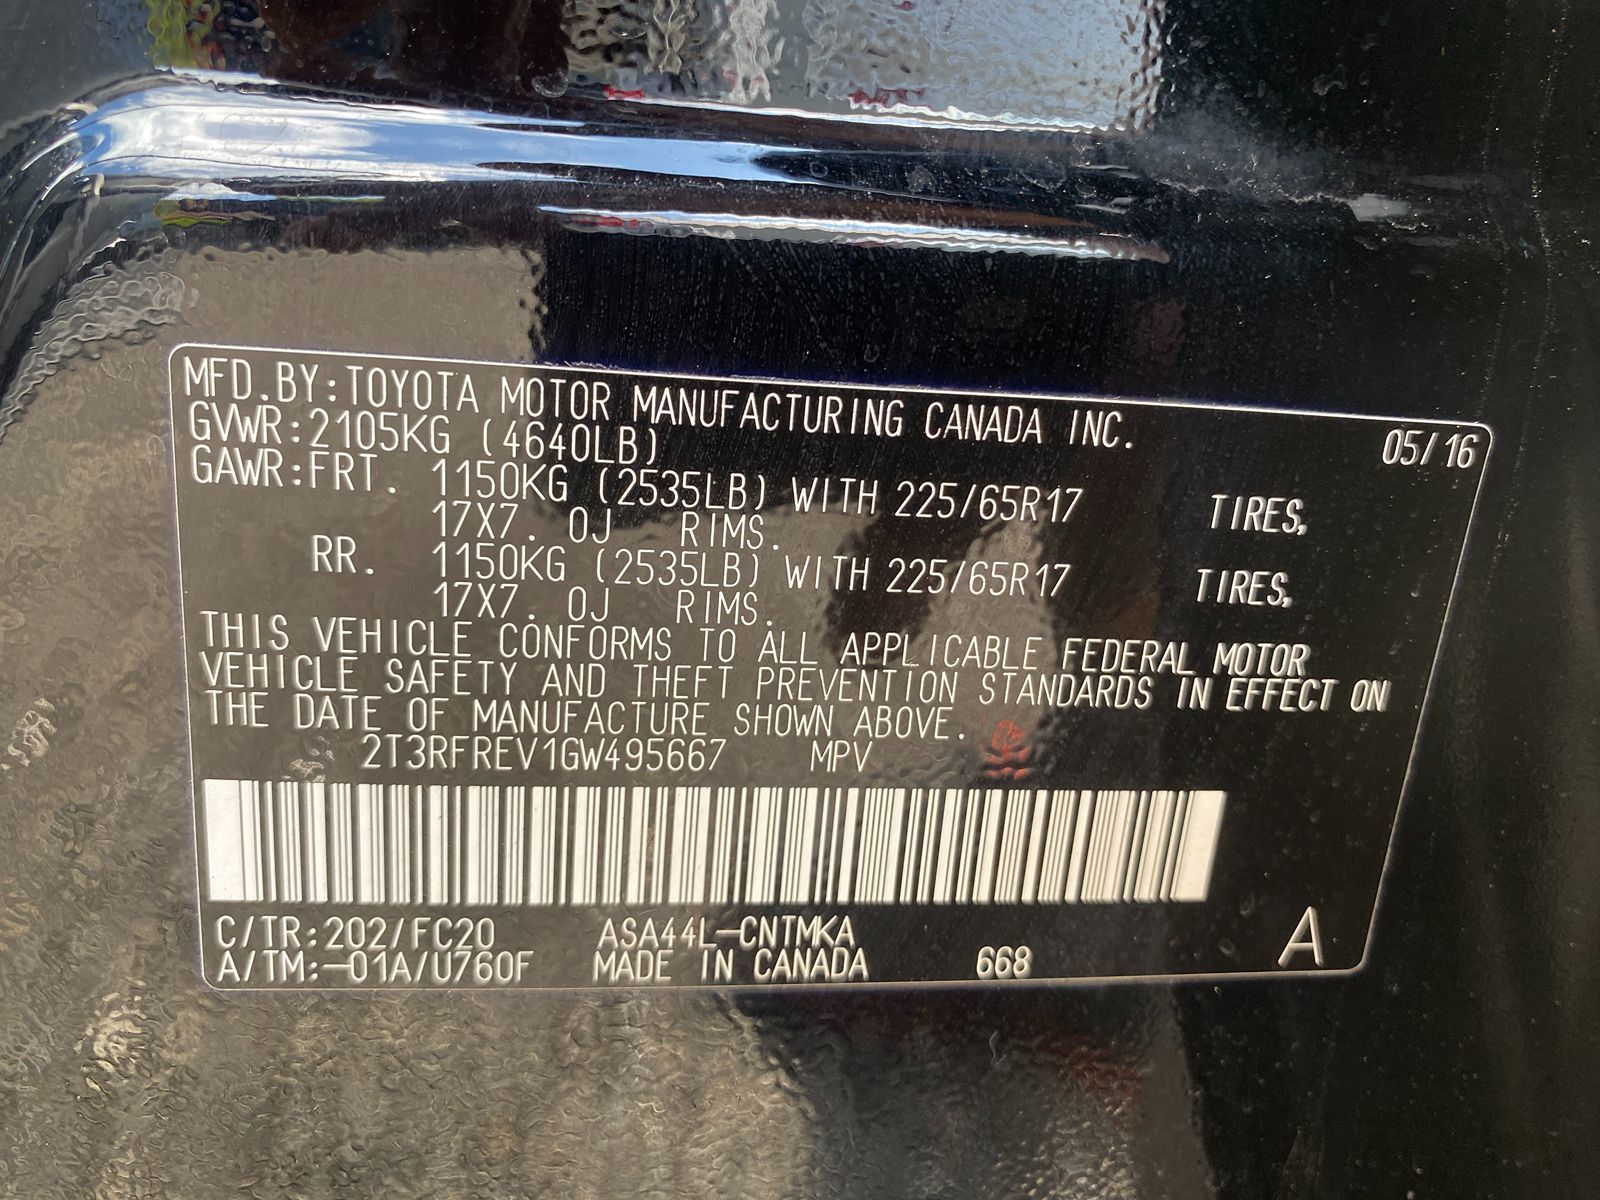 MFD.BY:TOYOTA MOTOR MANUFACTURING CANADA INC. 05/16
GVWR:2105KG (4640LB)
GAWR:FRT. 1150KG (2535LB) WITH 225/65R17 TIRES,
17X7. 0J RIMS.
RR. 1150KG (2535LB) WITH 225/65R17 TIRES,
17X7. 0J RIMS.
THIS VEHICLE CONFORMS TO ALL APPLICABLE FEDERAL MOTOR
VEHICLE SAFETY AND THEFT PREVENTION STANDARDS IN EFFECT ON
THE DATE OF MANUFACTURE SHOWN ABOVE.
2T3RFREV1GW495667 MPV
C/TR:202/FC20 ASA44L-CNTMKA
A/TM:-01A/U760F MADE IN CANADA 668 A